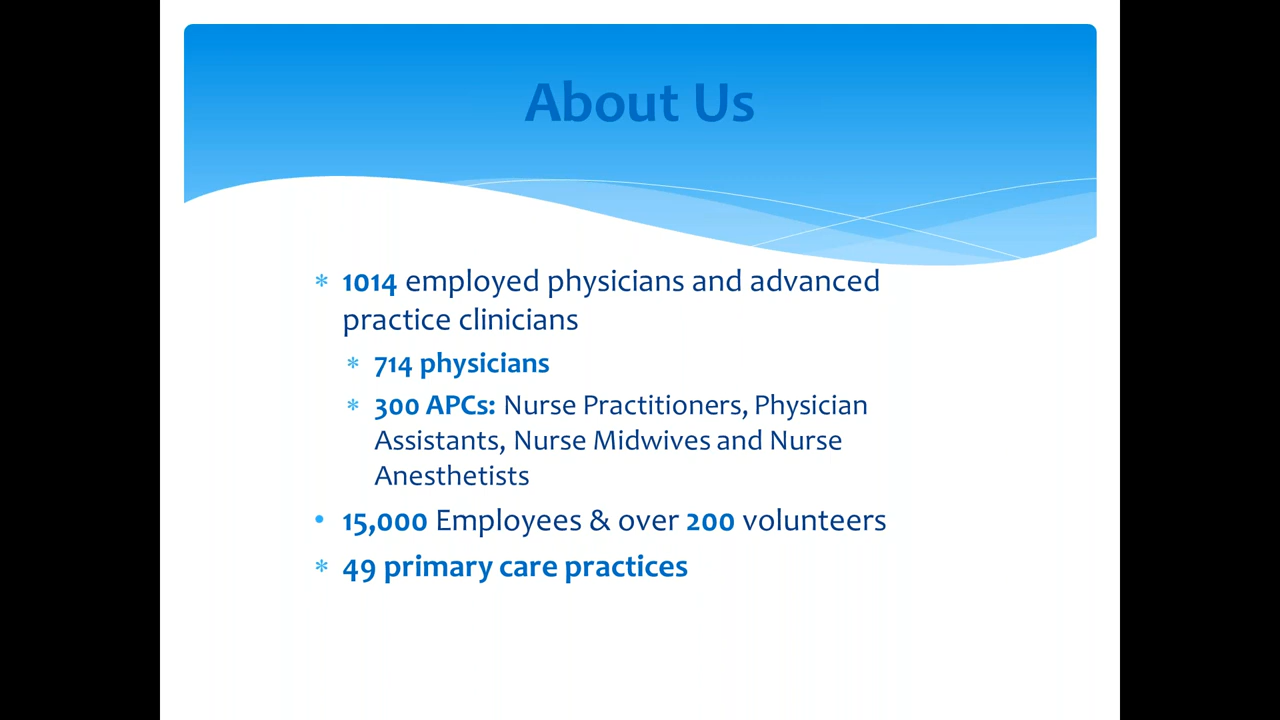 About Us
* 1014 employed physicians and advanced
practice clinicians
* 714 physicians
* 300 APCs: Nurse Practitioners, Physician
Assistants, Nurse Midwives and Nurse
Anesthetists
• 15,000 Employees & over 200 volunteers
* 49 primary care practices